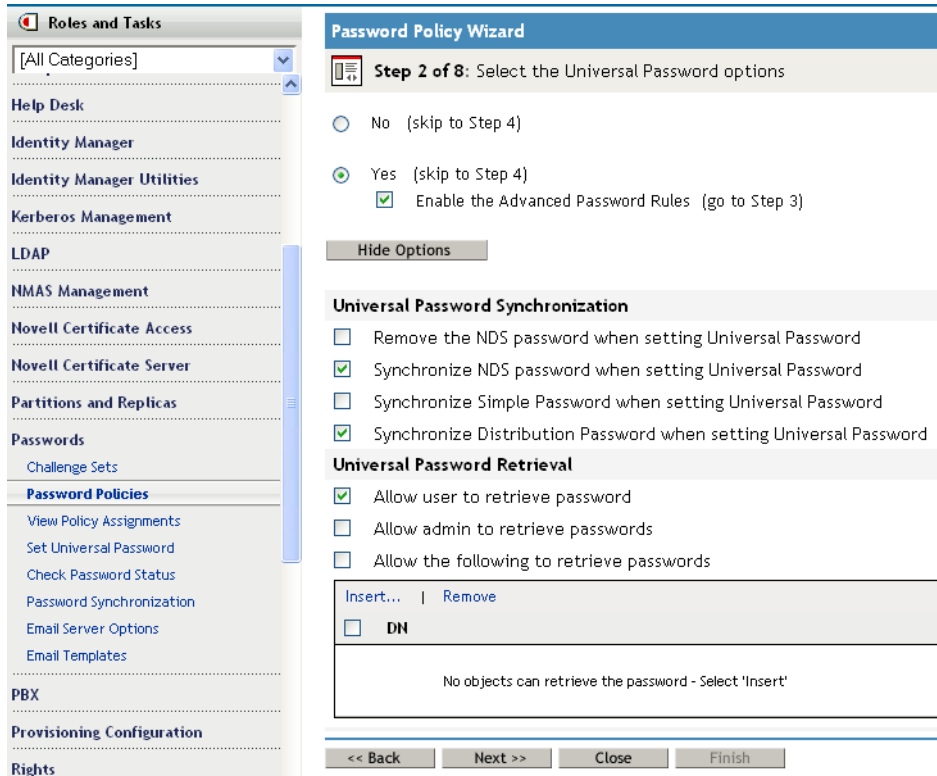 Roles and Tasks
[All Categories]
Help Desk
Identity Manager
Identity Manager Utilities
Kerberos Management
LDAP
NMAS Management
Novell Certificate Access
Novell Certificate Server
Partitions and Replicas
Passwords
Challenge Sets
Password Policies
View Policy Assignments
Set Universal Password
Check Password Status
Password Synchronization
Email Server Options
Email Templates
PBX
Provisioning Configuration
Rights
Password Policy Wizard
Step 2 of 8: Select the Universal Password options
No (skip to Step 4)
Yes (skip to Step 4)
Enable the Advanced Password Rules (go to Step 3)
Hide Options
Universal Password Synchronization
Remove the NDS password when setting Universal Password
Synchronize NDS password when setting Universal Password
Synchronize Simple Password when setting Universal Password
Synchronize Distribution Password when setting Universal Password
Universal Password Retrieval
Allow user to retrieve password
Allow admin to retrieve passwords
Allow the following to retrieve passwords
Insert... | Remove
DN
No objects can retrieve the password - Select 'Insert'
<< Back Next >> Close Finish